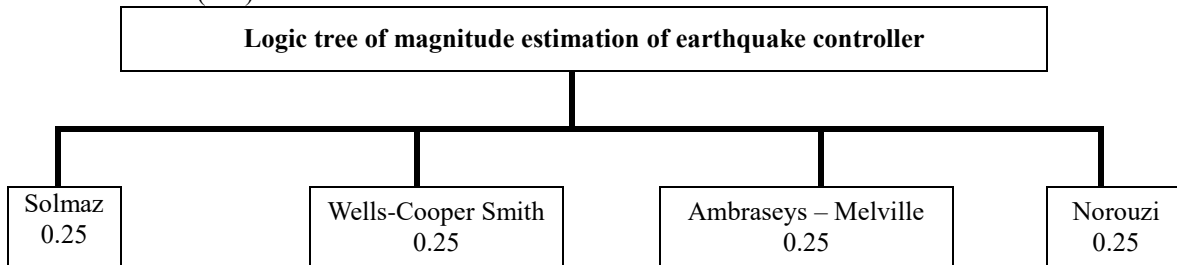 Logic tree of magnitude estimation of earthquake controller
Solmaz
0.25
Wells-Cooper Smith
0.25
Ambraseys – Melville
0.25
Norouzi
0.25